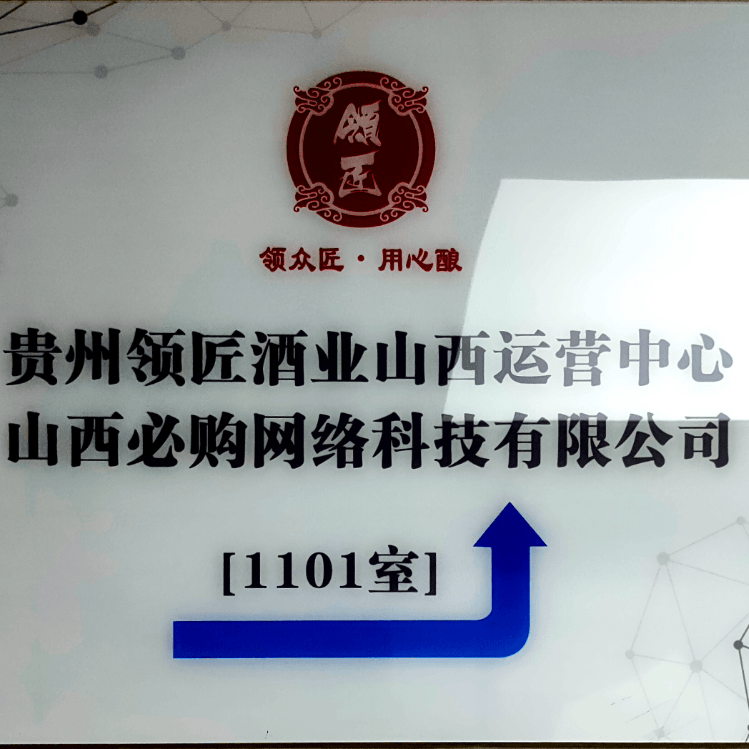 領
匠
领众匠·用心酿
贵州领匠酒业山西运营中心
山西必购网络科技有限公司
[1101室]